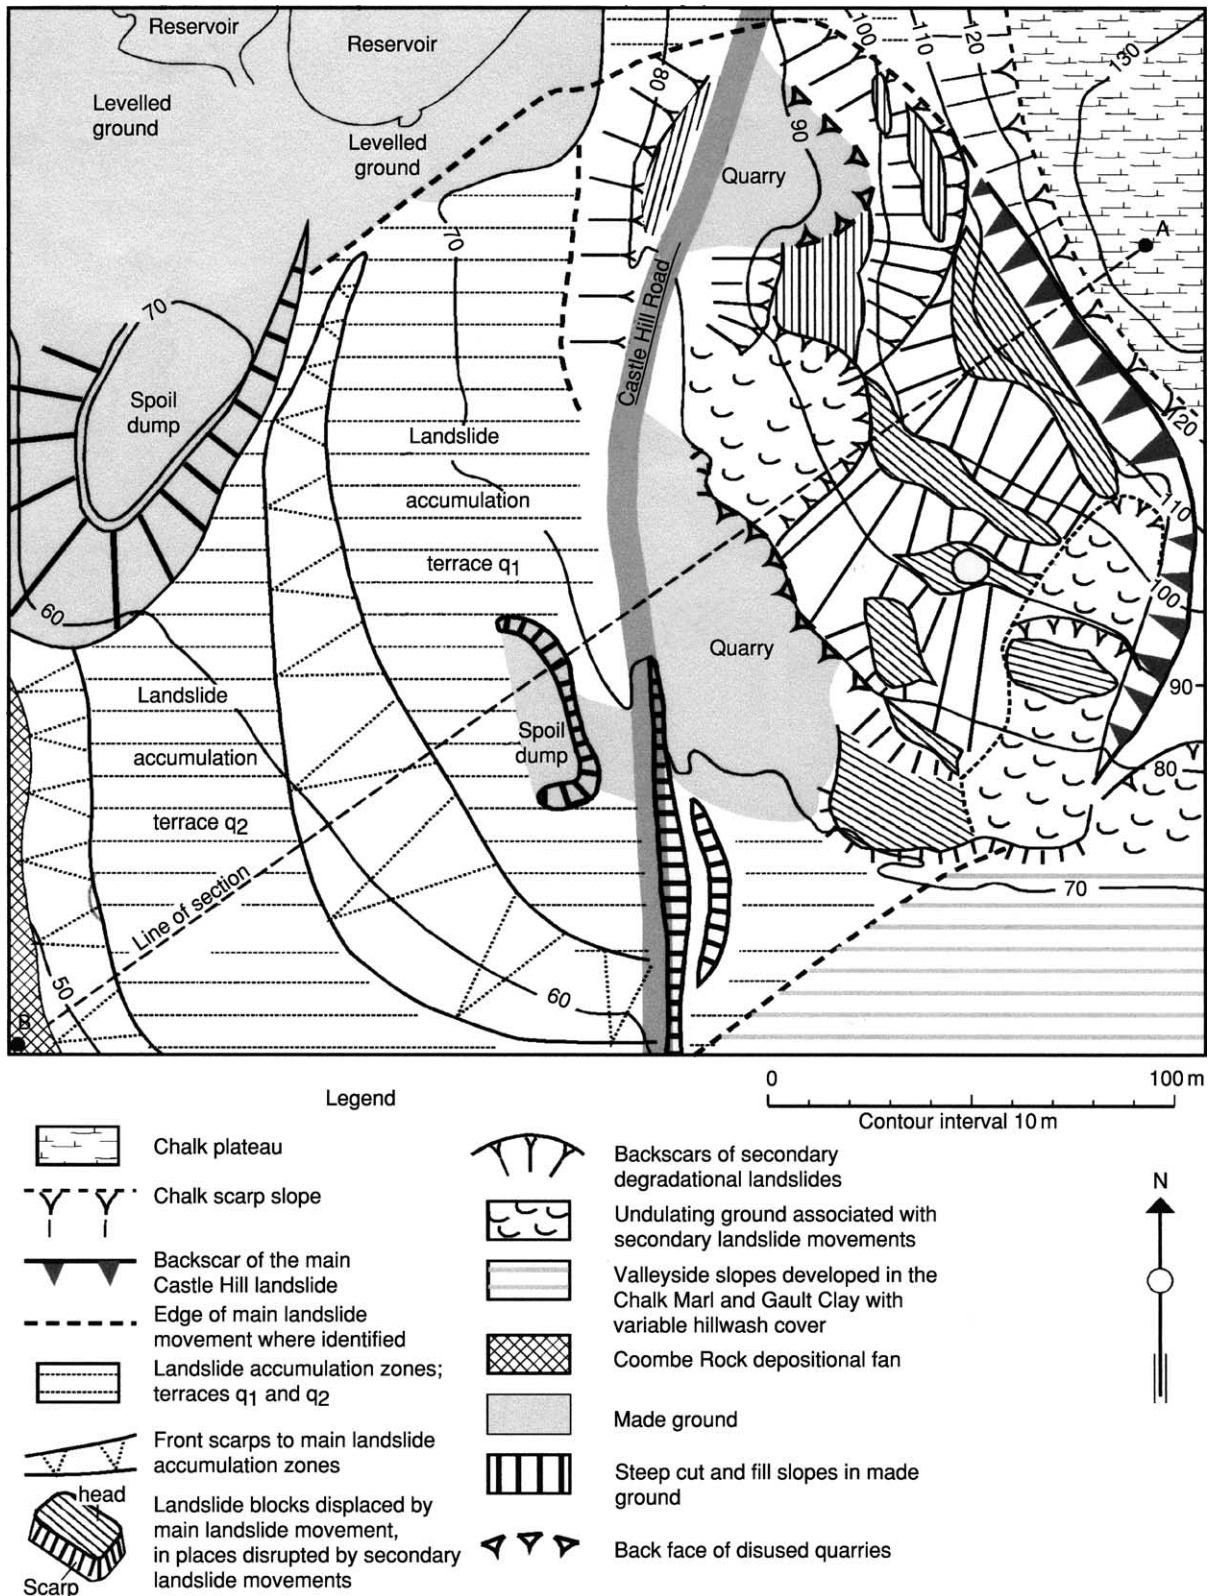 Reservoir
Reservoir
Levelled
ground
Levelled
ground
80
100
110
120
130
90
Quarry
A
70
70
Castle Hill Road
Spoil
dump
Landslide
accumulation
terrace q1
120
110
100
60
Quarry
90
Landslide
accumulation
terrace q2
Spoil
dump
80
70
Line of section
50
60
B
0
100 m
Contour interval 10 m
Legend
Chalk plateau
Chalk scarp slope
Backscar of the main
Castle Hill landslide
Edge of main landslide
movement where identified
Landslide accumulation zones;
terraces q1 and q2
Front scarps to main landslide
accumulation zones
head
Scarp
Landslide blocks displaced by
main landslide movement,
in places disrupted by secondary
landslide movements
Backscars of secondary
degradational landslides
Undulating ground associated with
secondary landslide movements
Valleyside slopes developed in the
Chalk Marl and Gault Clay with
variable hillwash cover
Coombe Rock depositional fan
Made ground
Steep cut and fill slopes in made
ground
Back face of disused quarries
N